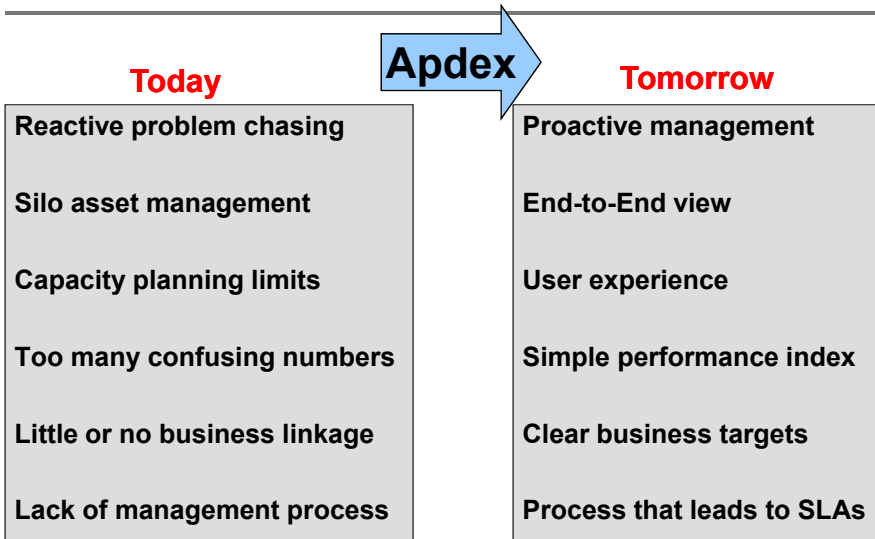 Apdex
Today
Tomorrow
Reactive problem chasing
Silo asset management
Capacity planning limits
Too many confusing numbers
Little or no business linkage
Lack of management process
Proactive management
End-to-End view
User experience
Simple performance index
Clear business targets
Process that leads to SLAs